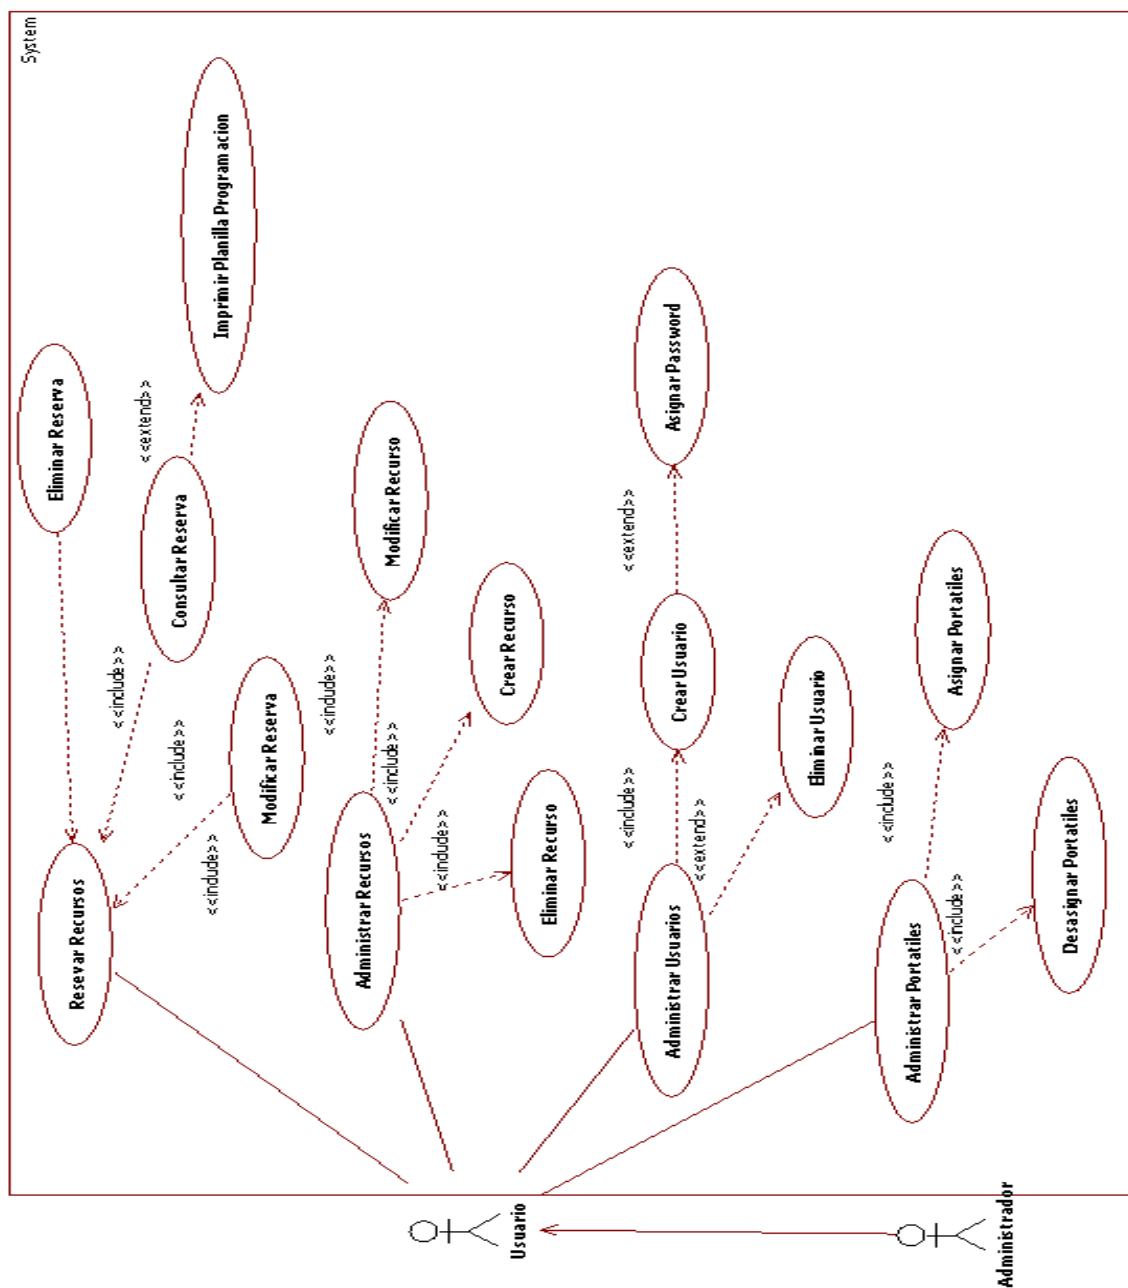 System
Eliminar Reserva
Resevar Recursos
<<include>>
<<extend>>
Consultar Reserva
<<include>>
<<include>>
Imprimir Planilla Programacion
Modificar Reserva
<<include>>
Administrar Recursos
Modificar Recurso
<<include>>
<<include>>
Crear Recurso
Usuario
Eliminar Recurso
<<include>>
<<extend>>
Administrar Usuarios
Crear Usuario
Asignar Password
<<extend>>
Eliminar Usuario
<<include>>
Administrar Portatiles
Asignar Portatiles
<<include>>
Administrador
Desasignar Portatiles